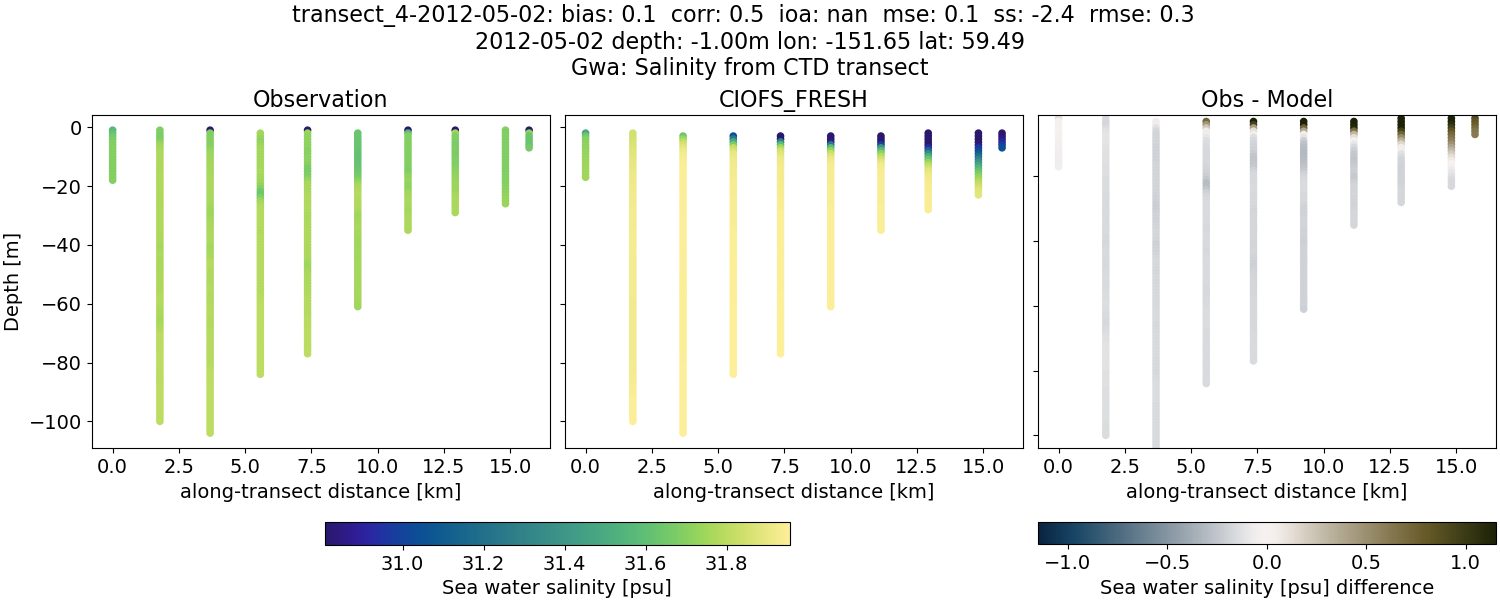 transect_4-2012-05-02: bias: 0.1 corr: 0.5 ioa: nan mse: 0.1 ss: -2.4 rmse: 0.3
2012-05-02 depth: -1.00m lon: -151.65 lat: 59.49
Gwa: Salinity from CTD transect
Observation
CIOFS_FRESH
Obs - Model
Depth [m]
0
−20
−40
−60
−80
−100
0.0 2.5 5.0 7.5 10.0 12.5 15.0
0.0 2.5 5.0 7.5 10.0 12.5 15.0
0.0 2.5 5.0 7.5 10.0 12.5 15.0
along-transect distance [km]
along-transect distance [km]
along-transect distance [km]
31.0 31.2 31.4 31.6 31.8
Sea water salinity [psu]
−1.0 −0.5 0.0 0.5 1.0
Sea water salinity [psu] difference